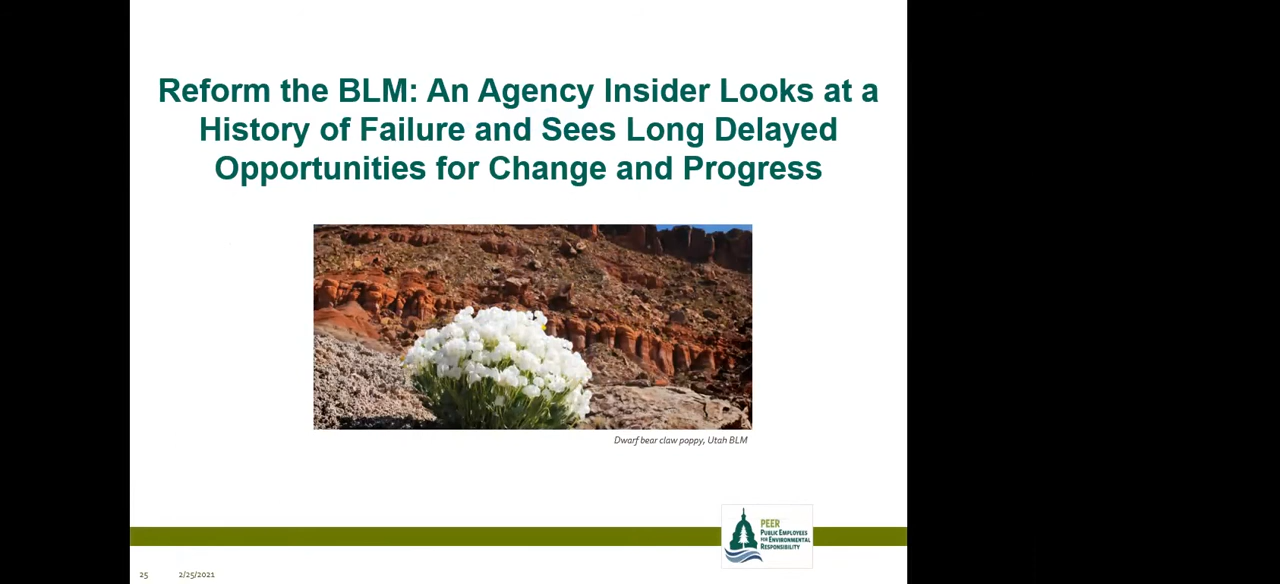 Reform the BLM: An Agency Insider Looks at a
History of Failure and Sees Long Delayed
Opportunities for Change and Progress
Dwarf bear claw poppy, Utah BLM
PEER
PUBLIC EMPLOYEES
FOR ENVIRONMENTAL
RESPONSIBILITY
25 2/25/2021